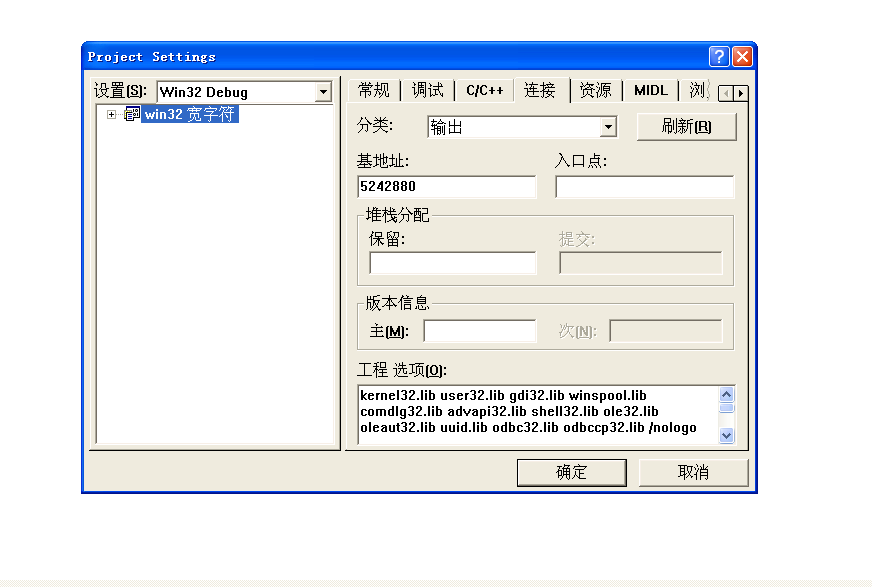 Project Settings
设置(S):
Win32 Debug
win32 宽字符
常规 调试 C/C++ 连接 资源 MIDL 浏
分类:
输出
刷新(R)
基地址:
入口点:
5242880
堆栈分配
保留:
提交:
版本信息
主(M):
次(N):
工程 选项(O):
kernel32.lib user32.lib gdi32.lib winspool.lib
comdlg32.lib advapi32.lib shell32.lib ole32.lib
oleaut32.lib uuid.lib odbc32.lib odbccp32.lib /nologo
确定
取消